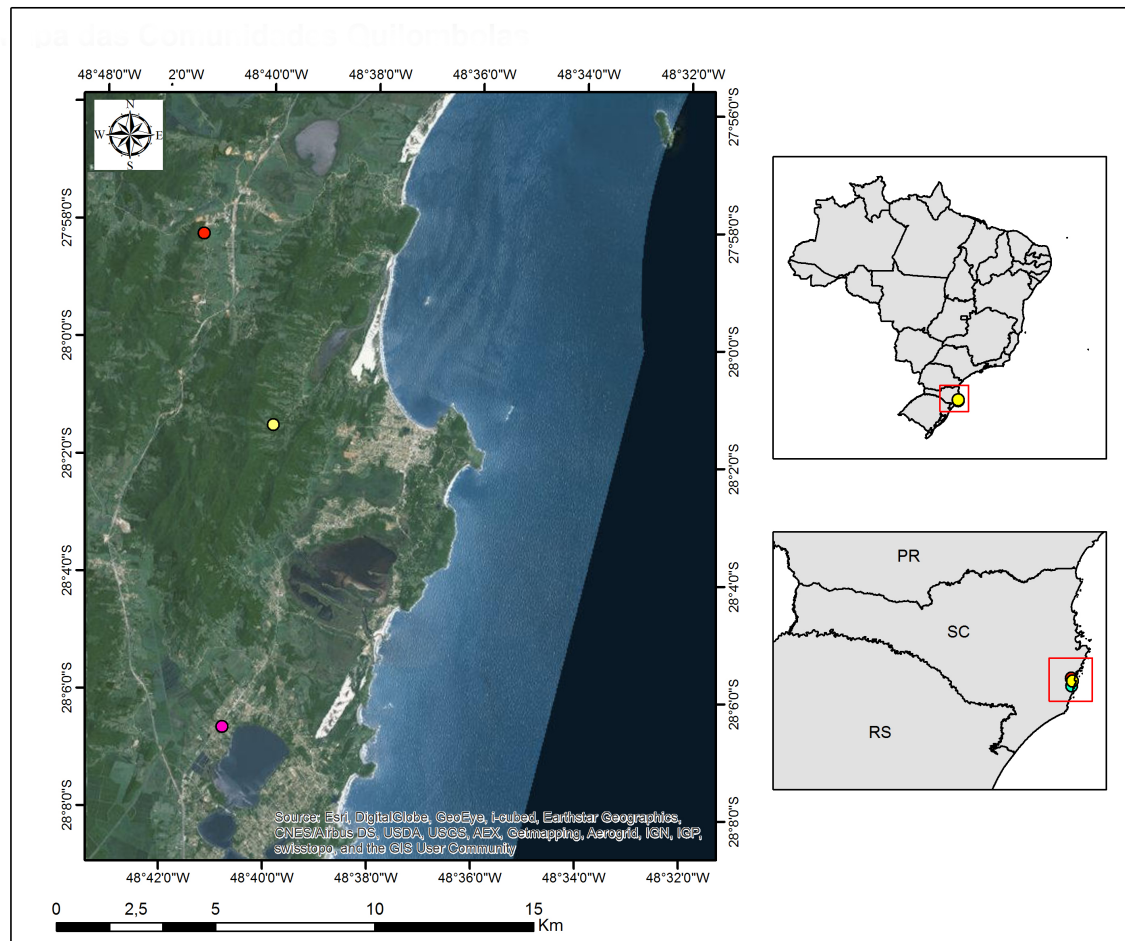 pa das Comunidades Quilombolas
48°48'0"W 2'0"W 48°40'0"W 48°38'0"W 48°36'0"W 48°34'0"W 48°32'0"W
N
W E
S
27°56'0"S
27°58'0"S
27°58'0"S
28°0'0"S
28°0'0"S
28°2'0"S
28°2'0"S
28°4'0"S
28°4'0"S
28°6'0"S
28°6'0"S
28°8'0"S
28°8'0"S
Source: Esri, DigitalGlobe, GeoEye, i-cubed, Earthstar Geographics,
CNES/Airbus DS, USDA, USGS, AEX, Getmapping, Aerogrid, IGN, IGP,
swisstopo, and the GIS User Community
48°42'0"W 48°40'0"W 48°38'0"W 48°36'0"W 48°34'0"W 48°32'0"W
0 2,5 5 10 15
Km
PR
SC
RS